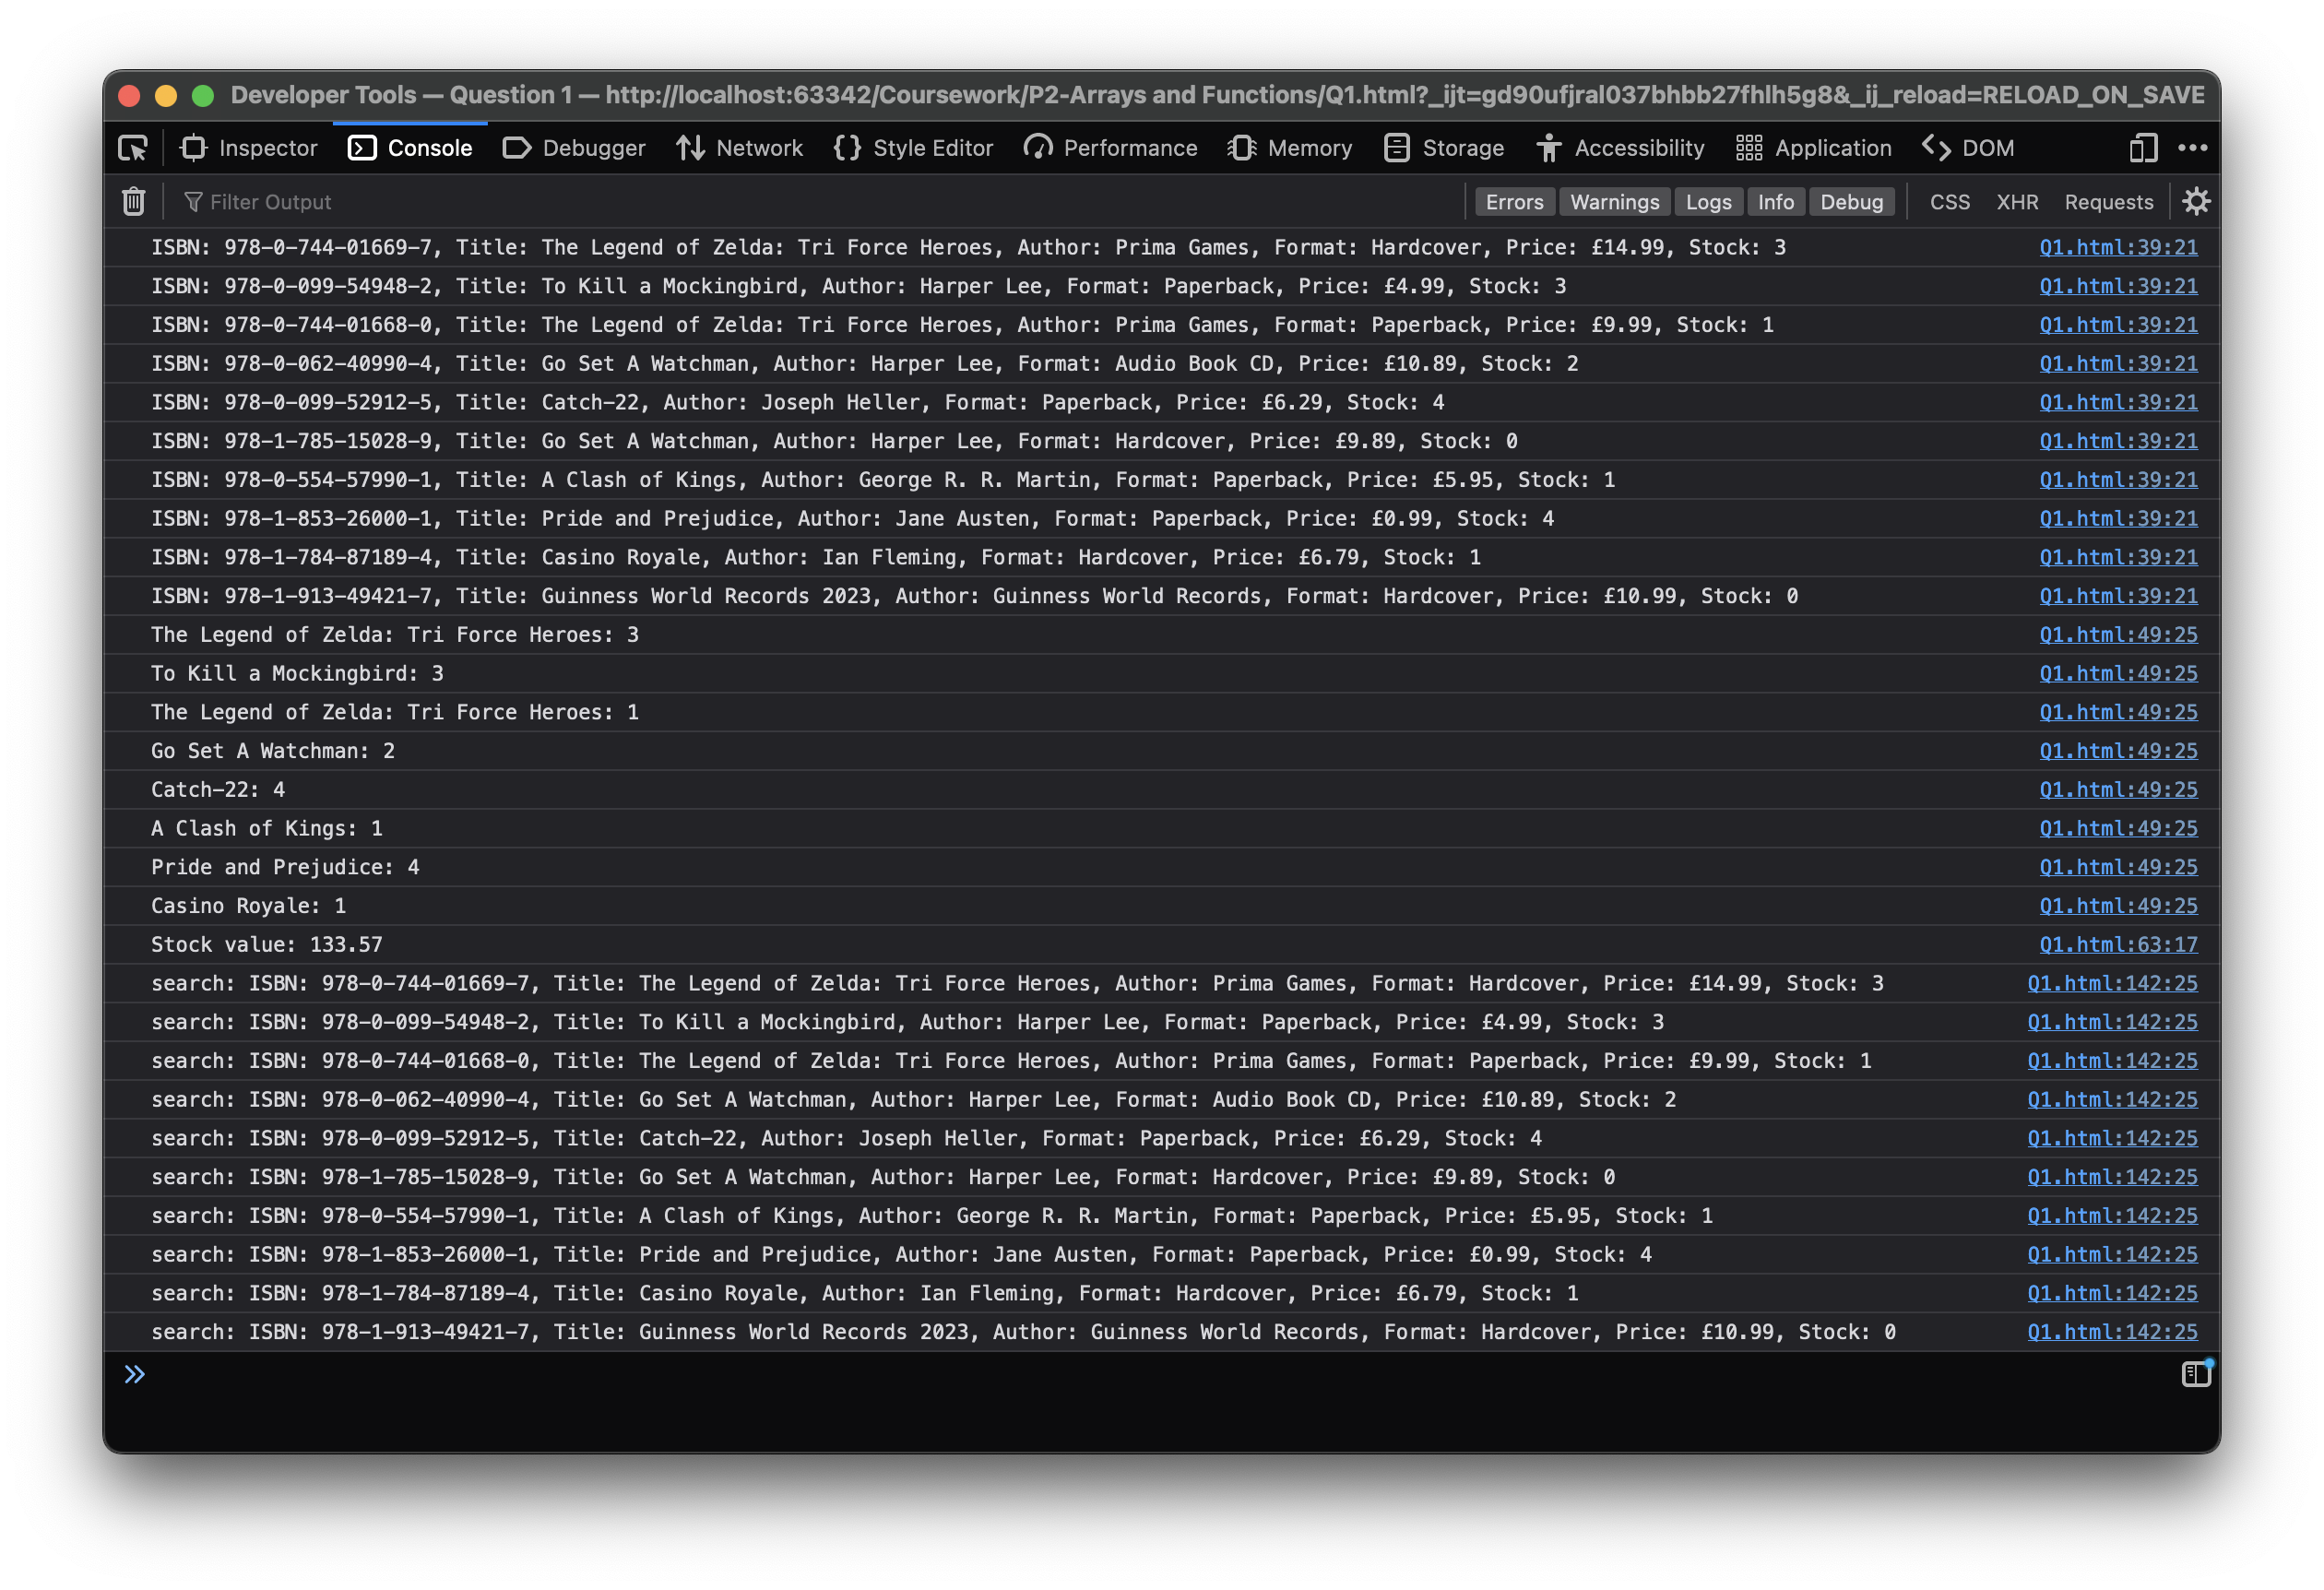 Developer Tools — Question 1 — http://localhost:63342/Coursework/P2-Arrays and Functions/Q1.html?_ijt=gd90ufjral037bhbb27fhlh5g8&_ij_reload=RELOAD_ON_SAVE
Inspector Console Debugger Network Style Editor Performance Memory Storage Accessibility Application DOM
Filter Output Errors Warnings Logs Info Debug CSS XHR Requests
ISBN: 978-0-744-01669-7, Title: The Legend of Zelda: Tri Force Heroes, Author: Prima Games, Format: Hardcover, Price: £14.99, Stock: 3 Q1.html:39:21
ISBN: 978-0-099-54948-2, Title: To Kill a Mockingbird, Author: Harper Lee, Format: Paperback, Price: £4.99, Stock: 3 Q1.html:39:21
ISBN: 978-0-744-01668-0, Title: The Legend of Zelda: Tri Force Heroes, Author: Prima Games, Format: Paperback, Price: £9.99, Stock: 1 Q1.html:39:21
ISBN: 978-0-062-40990-4, Title: Go Set A Watchman, Author: Harper Lee, Format: Audio Book CD, Price: £10.89, Stock: 2 Q1.html:39:21
ISBN: 978-0-099-52912-5, Title: Catch-22, Author: Joseph Heller, Format: Paperback, Price: £6.29, Stock: 4 Q1.html:39:21
ISBN: 978-1-785-15028-9, Title: Go Set A Watchman, Author: Harper Lee, Format: Hardcover, Price: £9.89, Stock: 0 Q1.html:39:21
ISBN: 978-0-554-57990-1, Title: A Clash of Kings, Author: George R. R. Martin, Format: Paperback, Price: £5.95, Stock: 1 Q1.html:39:21
ISBN: 978-1-853-26000-1, Title: Pride and Prejudice, Author: Jane Austen, Format: Paperback, Price: £0.99, Stock: 4 Q1.html:39:21
ISBN: 978-1-784-87189-4, Title: Casino Royale, Author: Ian Fleming, Format: Hardcover, Price: £6.79, Stock: 1 Q1.html:39:21
ISBN: 978-1-913-49421-7, Title: Guinness World Records 2023, Author: Guinness World Records, Format: Hardcover, Price: £10.99, Stock: 0 Q1.html:39:21
The Legend of Zelda: Tri Force Heroes: 3 Q1.html:49:25
To Kill a Mockingbird: 3 Q1.html:49:25
The Legend of Zelda: Tri Force Heroes: 1 Q1.html:49:25
Go Set A Watchman: 2 Q1.html:49:25
Catch-22: 4 Q1.html:49:25
A Clash of Kings: 1 Q1.html:49:25
Pride and Prejudice: 4 Q1.html:49:25
Casino Royale: 1 Q1.html:49:25
Stock value: 133.57 Q1.html:63:17
search: ISBN: 978-0-744-01669-7, Title: The Legend of Zelda: Tri Force Heroes, Author: Prima Games, Format: Hardcover, Price: £14.99, Stock: 3 Q1.html:142:25
search: ISBN: 978-0-099-54948-2, Title: To Kill a Mockingbird, Author: Harper Lee, Format: Paperback, Price: £4.99, Stock: 3 Q1.html:142:25
search: ISBN: 978-0-744-01668-0, Title: The Legend of Zelda: Tri Force Heroes, Author: Prima Games, Format: Paperback, Price: £9.99, Stock: 1 Q1.html:142:25
search: ISBN: 978-0-062-40990-4, Title: Go Set A Watchman, Author: Harper Lee, Format: Audio Book CD, Price: £10.89, Stock: 2 Q1.html:142:25
search: ISBN: 978-0-099-52912-5, Title: Catch-22, Author: Joseph Heller, Format: Paperback, Price: £6.29, Stock: 4 Q1.html:142:25
search: ISBN: 978-1-785-15028-9, Title: Go Set A Watchman, Author: Harper Lee, Format: Hardcover, Price: £9.89, Stock: 0 Q1.html:142:25
search: ISBN: 978-0-554-57990-1, Title: A Clash of Kings, Author: George R. R. Martin, Format: Paperback, Price: £5.95, Stock: 1 Q1.html:142:25
search: ISBN: 978-1-853-26000-1, Title: Pride and Prejudice, Author: Jane Austen, Format: Paperback, Price: £0.99, Stock: 4 Q1.html:142:25
search: ISBN: 978-1-784-87189-4, Title: Casino Royale, Author: Ian Fleming, Format: Hardcover, Price: £6.79, Stock: 1 Q1.html:142:25
search: ISBN: 978-1-913-49421-7, Title: Guinness World Records 2023, Author: Guinness World Records, Format: Hardcover, Price: £10.99, Stock: 0 Q1.html:142:25